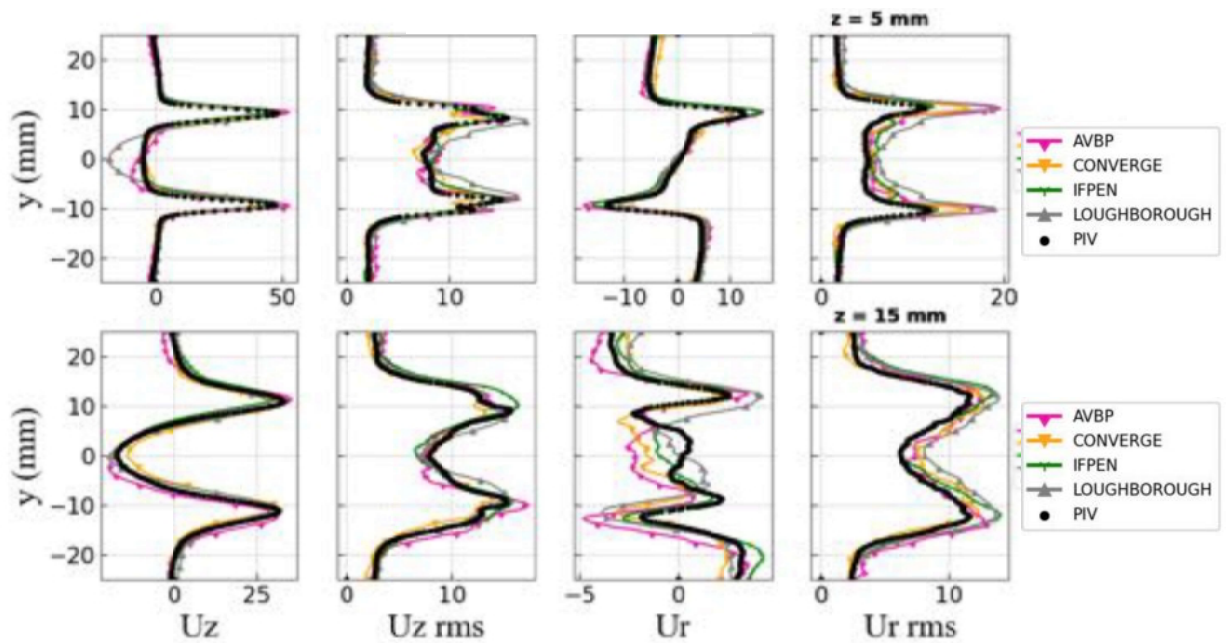 z = 5 mm
20
10
0
−10
−20
y (mm)
0 50
0 10
−10 0 10
0 20
AVBP
CONVERGE
IFPEN
LOUGHBOROUGH
PIV
z = 15 mm
20
10
0
−10
−20
y (mm)
0 25
0 10
−5 0
0 10
Uz
Uz rms
Ur
Ur rms
AVBP
CONVERGE
IFPEN
LOUGHBOROUGH
PIV